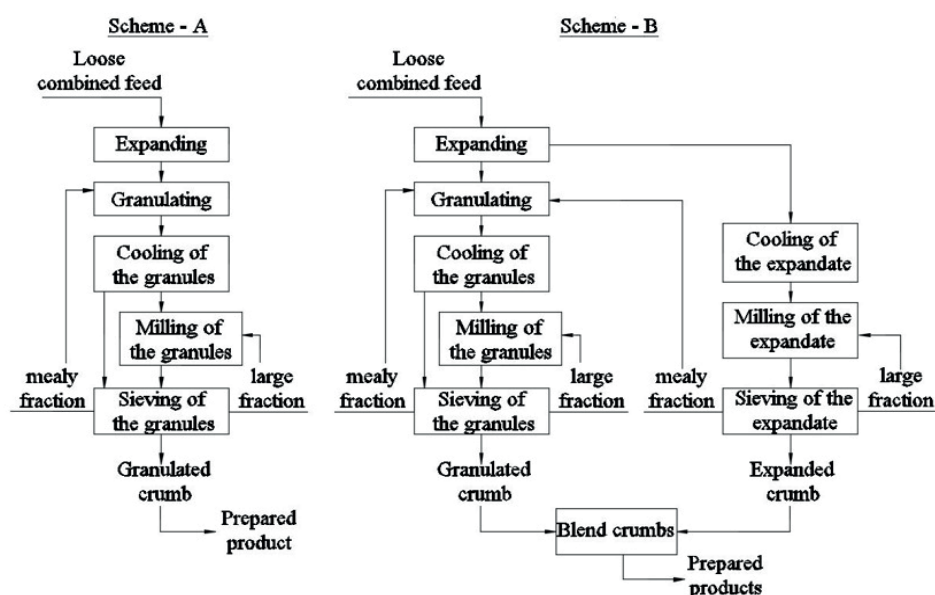 Scheme - A
Loose
combined feed
Expanding
Granulating
Cooling of
the granules
Milling of
the granules
mealy
fraction
large
fraction
Sieving of
the granules
Granulated
crumb
Prepared
product
Scheme - B
Loose
combined feed
Expanding
Granulating
Cooling of
the granules
Milling of
the granules
mealy
fraction
large
fraction
Sieving of
the granules
Granulated
crumb
Cooling of
the expandate
Milling of the
expandate
mealy
fraction
large
fraction
Sieving of the
expandate
Expanded
crumb
Blend crumbs
Prepared
products